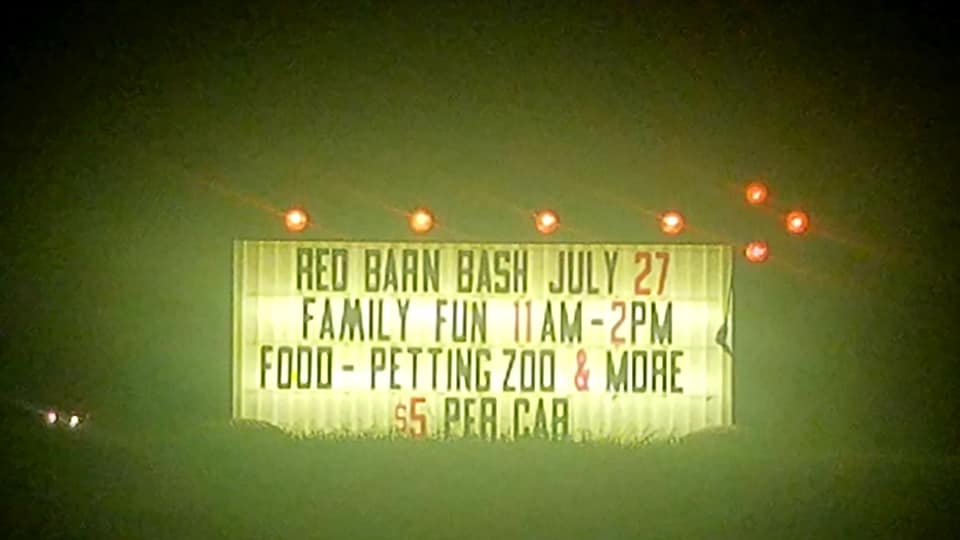 RED BARN BASH JULY 27
FAMILY FUN 11AM-2PM
FOOD- PETTING ZOO & MORE
$5 PER CAR